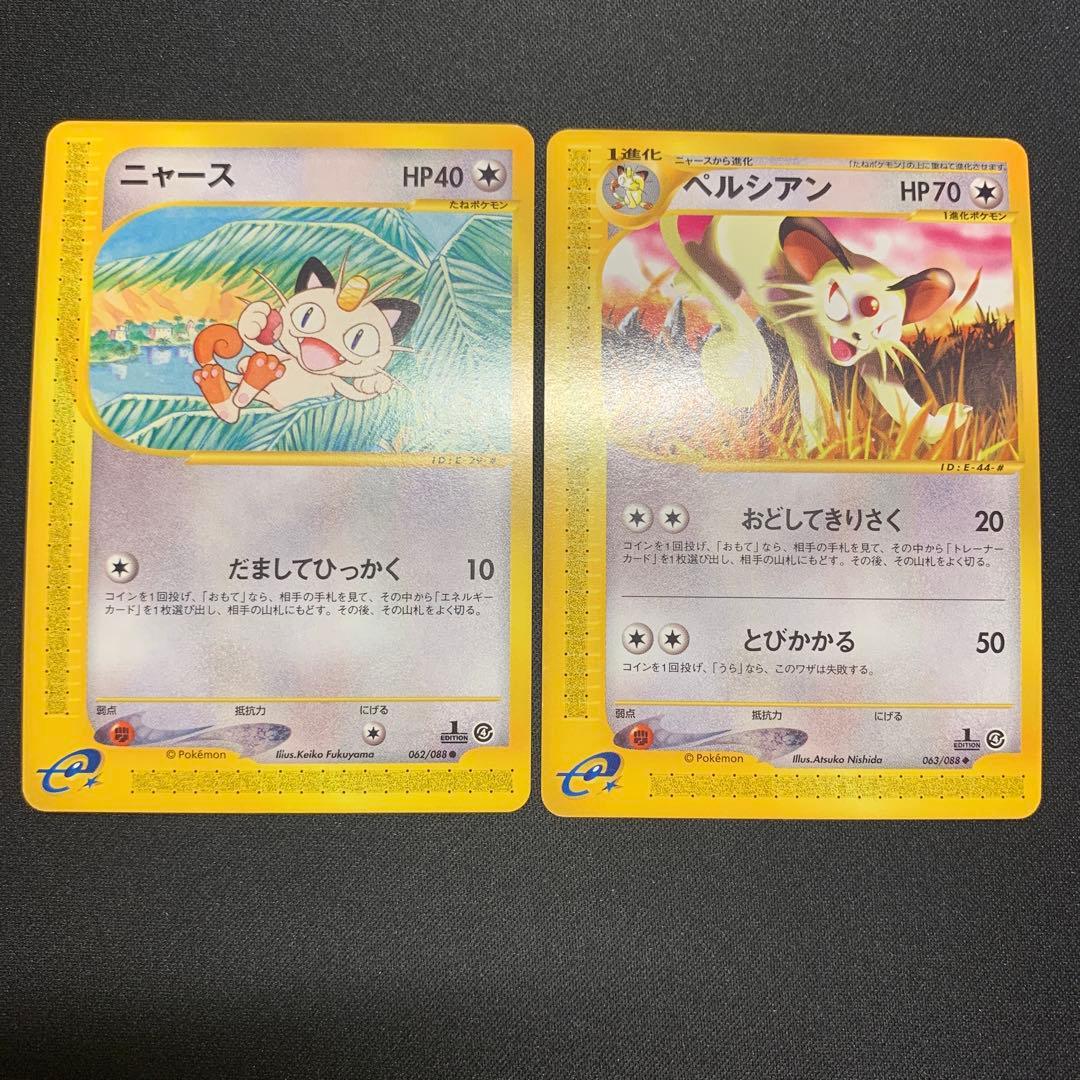 ニャース
HP40
たねポケモン
ID:E-29-#
だましてひっかく 10
コインを1回投げ、「おもて」なら、相手の手札を見て、その中から「エネルギー
カード」を1枚選び出し、相手の山札にもどす。その後、その山札をよく切る。
弱点 抵抗力 にげる
© Pokémon Illus.Keiko Fukuyama 1 EDITION 062/088
e
1進化
ニャースから進化
「たねポケモン」の上に重ねて進化させます。
ペルシアン HP70
1進化ポケモン
ID:E-44-#
おどしてきりさく 20
コインを1回投げ、「おもて」なら、相手の手札を見て、その中から「トレーナー
カード」を1枚選び出し、相手の山札にもどす。その後、その山札をよく切る。
とびかかる 50
コインを1回投げ、「うら」なら、このワザは失敗する。
弱点 抵抗力 にげる
© Pokémon Illus.Atsuko Nishida 1 EDITION 063/088
e